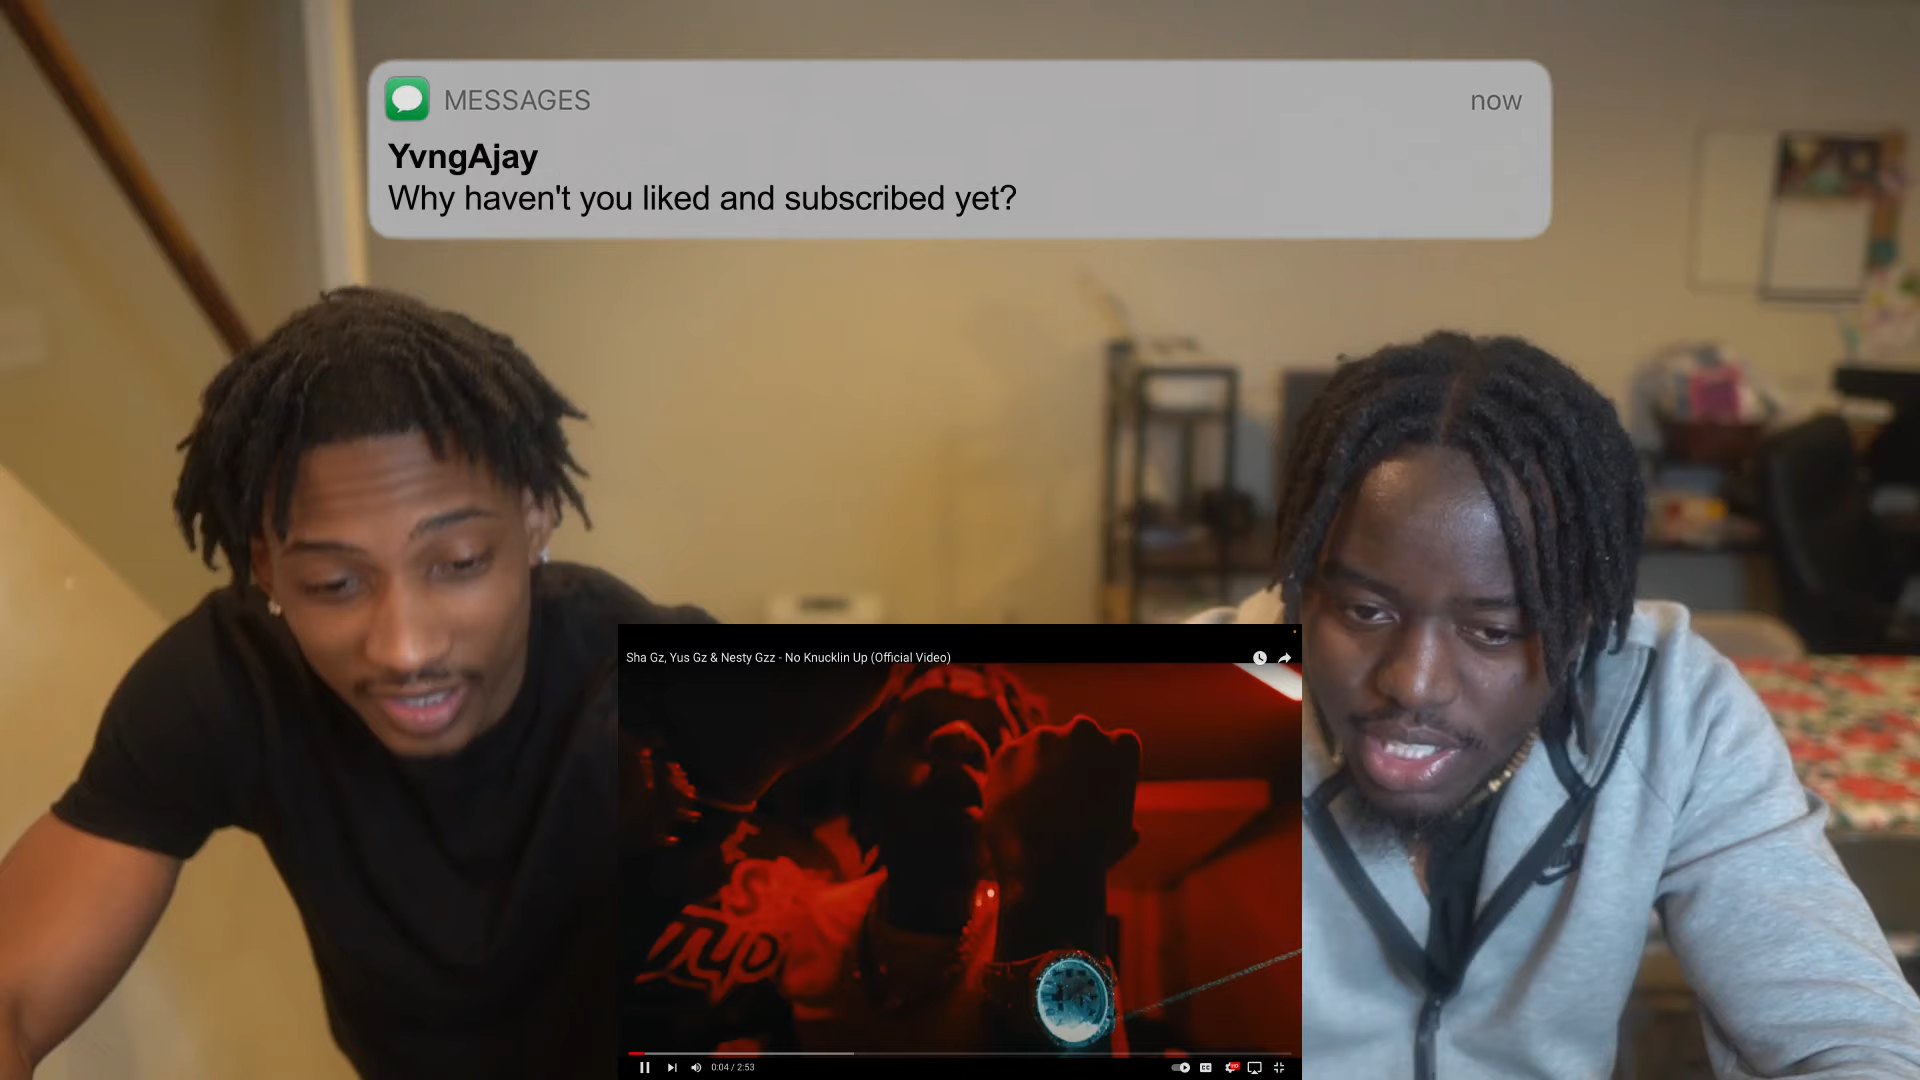 MESSAGES
now
YvngAjay
Why haven't you liked and subscribed yet?
Sha Gz, Yus Gz & Nesty Gzz - No Knucklin Up (Official Video)
0:04 / 2:53